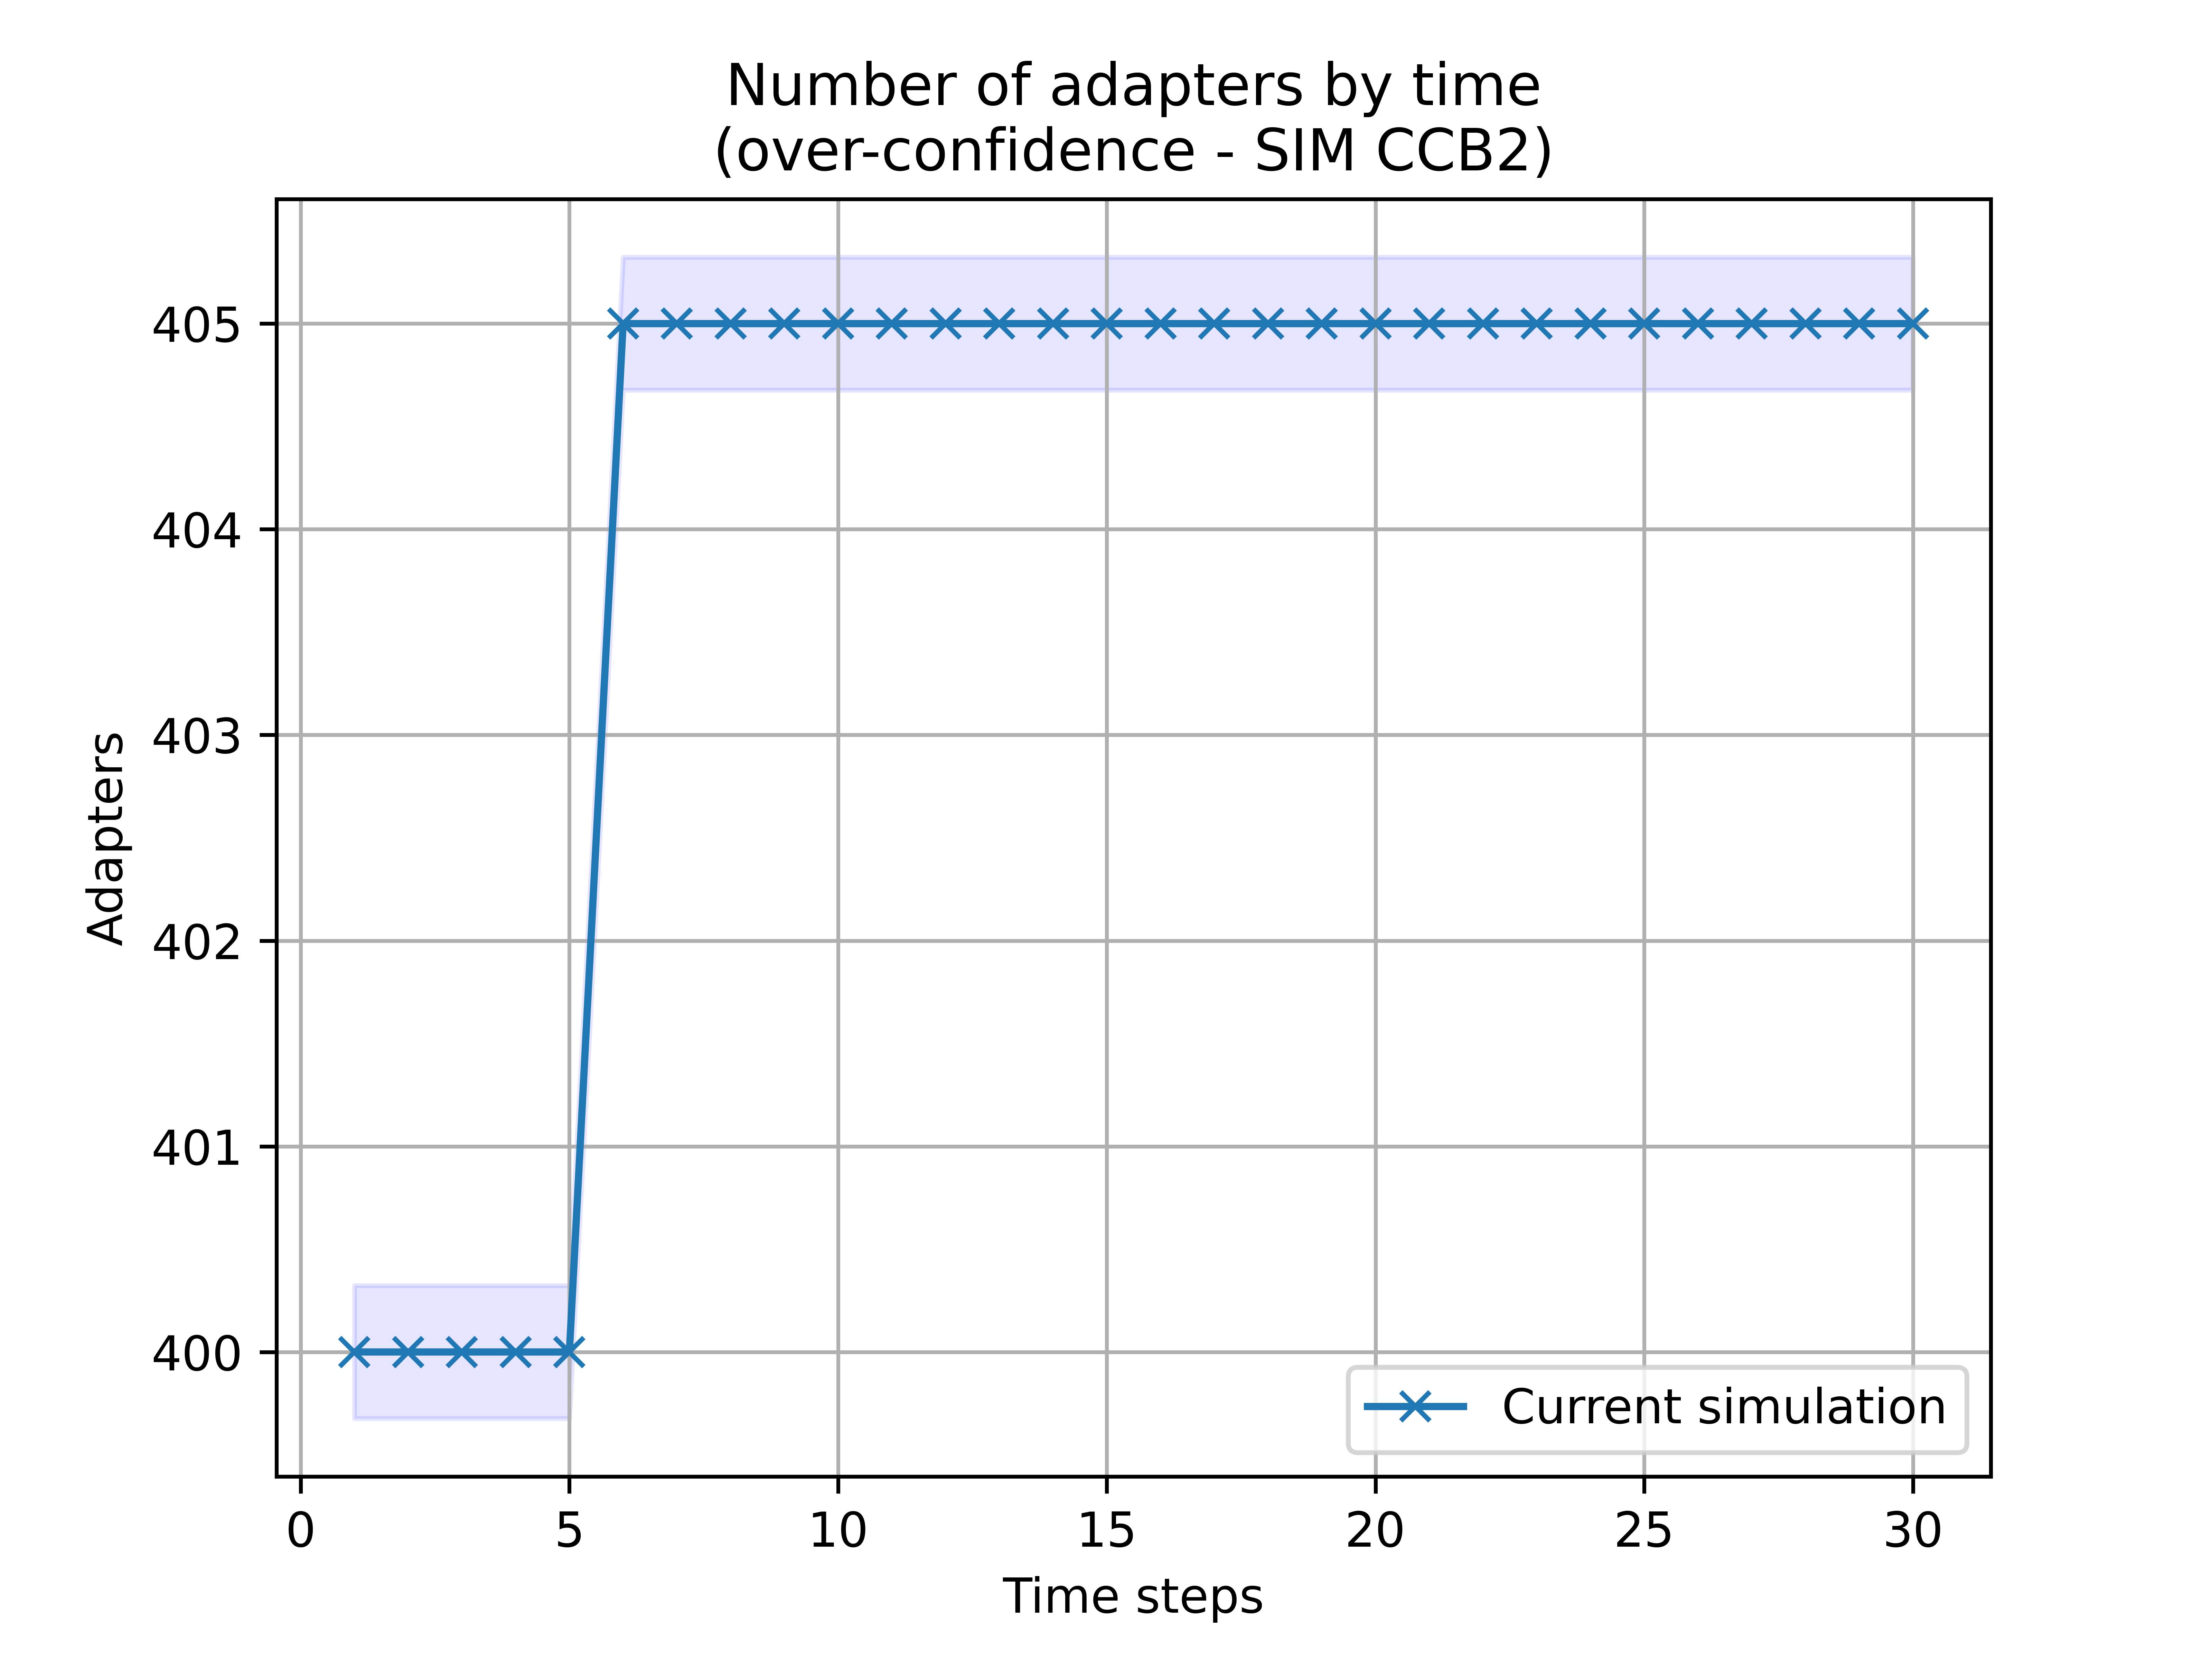 Number of adapters by time
(over-confidence - SIM CCB2)
405
404
403
402
401
400
Adapters
Current simulation
0 5 10 15 20 25 30
Time steps